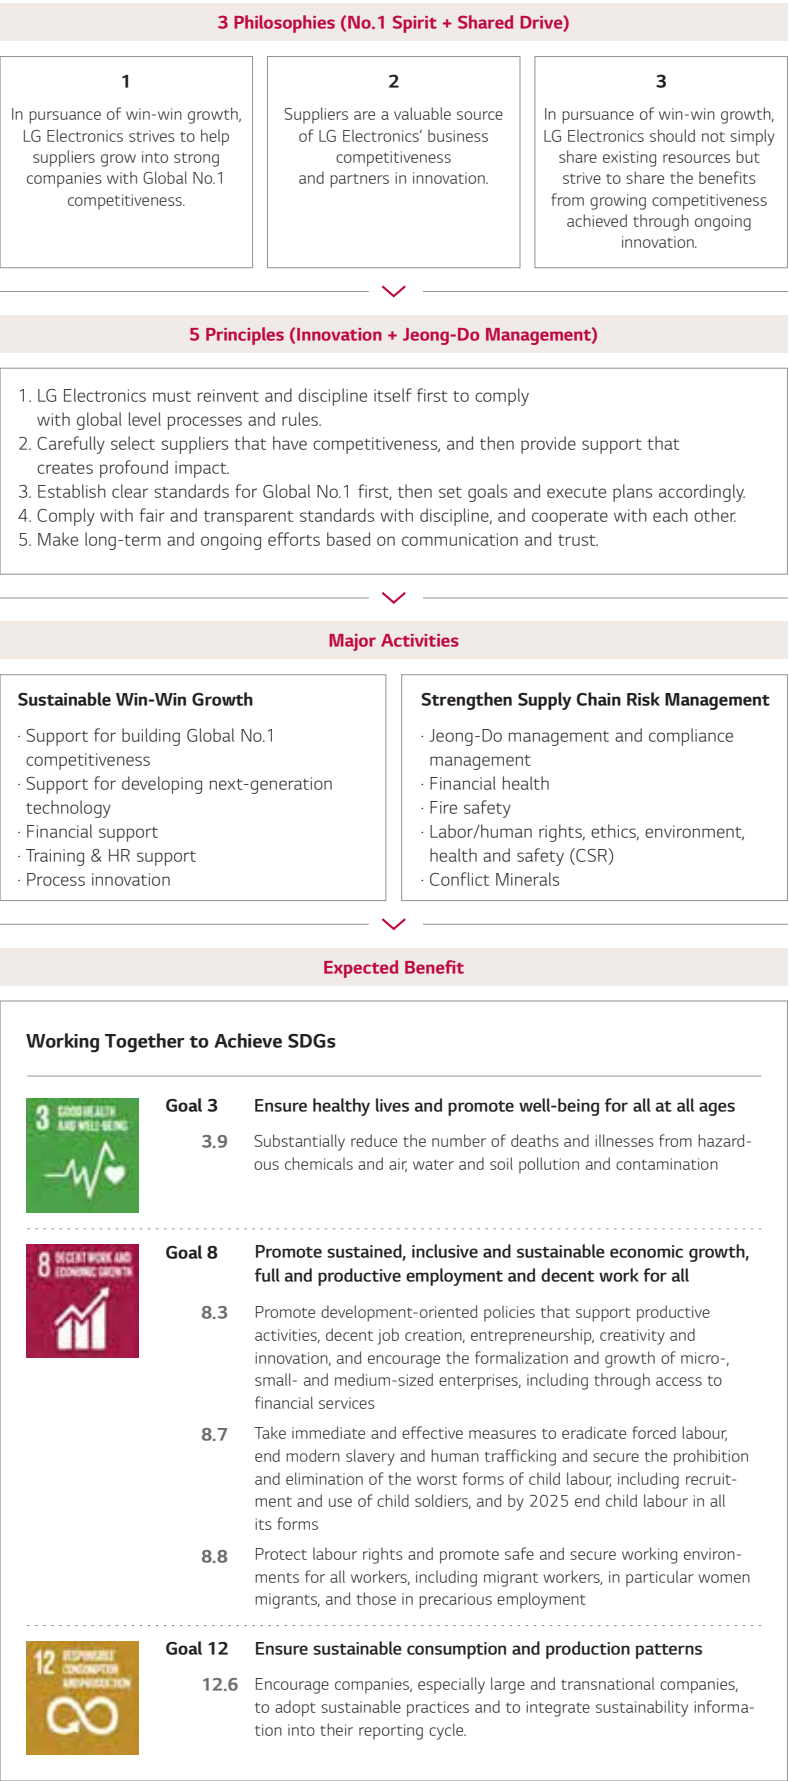 3 Philosophies (No.1 Spirit + Shared Drive)
1
In pursuance of win-win growth,
LG Electronics strives to help
suppliers grow into strong
companies with Global No.1
competitiveness.
2
Suppliers are a valuable source
of LG Electronics’ business
competitiveness
and partners in innovation.
3
In pursuance of win-win growth,
LG Electronics should not simply
share existing resources but
strive to share the benefits
from growing competitiveness
achieved through ongoing
innovation.
5 Principles (Innovation + Jeong-Do Management)
1. LG Electronics must reinvent and discipline itself first to comply
with global level processes and rules.
2. Carefully select suppliers that have competitiveness, and then provide support that
creates profound impact.
3. Establish clear standards for Global No.1 first, then set goals and execute plans accordingly.
4. Comply with fair and transparent standards with discipline, and cooperate with each other.
5. Make long-term and ongoing efforts based on communication and trust.
Major Activities
Sustainable Win-Win Growth
· Support for building Global No.1
competitiveness
· Support for developing next-generation
technology
· Financial support
· Training & HR support
· Process innovation
Strengthen Supply Chain Risk Management
· Jeong-Do management and compliance
management
· Financial health
· Fire safety
· Labor/human rights, ethics, environment,
health and safety (CSR)
· Conflict Minerals
Expected Benefit
Working Together to Achieve SDGs
3 GOOD HEALTH
AND WELL-BEING
Goal 3 Ensure healthy lives and promote well-being for all at all ages
3.9 Substantially reduce the number of deaths and illnesses from hazard-
ous chemicals and air, water and soil pollution and contamination
8 DECENT WORK AND
ECONOMIC GROWTH
Goal 8 Promote sustained, inclusive and sustainable economic growth,
full and productive employment and decent work for all
8.3 Promote development-oriented policies that support productive
activities, decent job creation, entrepreneurship, creativity and
innovation, and encourage the formalization and growth of micro-,
small- and medium-sized enterprises, including through access to
financial services
8.7 Take immediate and effective measures to eradicate forced labour,
end modern slavery and human trafficking and secure the prohibition
and elimination of the worst forms of child labour, including recruit-
ment and use of child soldiers, and by 2025 end child labour in all
its forms
8.8 Protect labour rights and promote safe and secure working environ-
ments for all workers, including migrant workers, in particular women
migrants, and those in precarious employment
12 RESPONSIBLE
CONSUMPTION
AND PRODUCTION
Goal 12 Ensure sustainable consumption and production patterns
12.6 Encourage companies, especially large and transnational companies,
to adopt sustainable practices and to integrate sustainability informa-
tion into their reporting cycle.